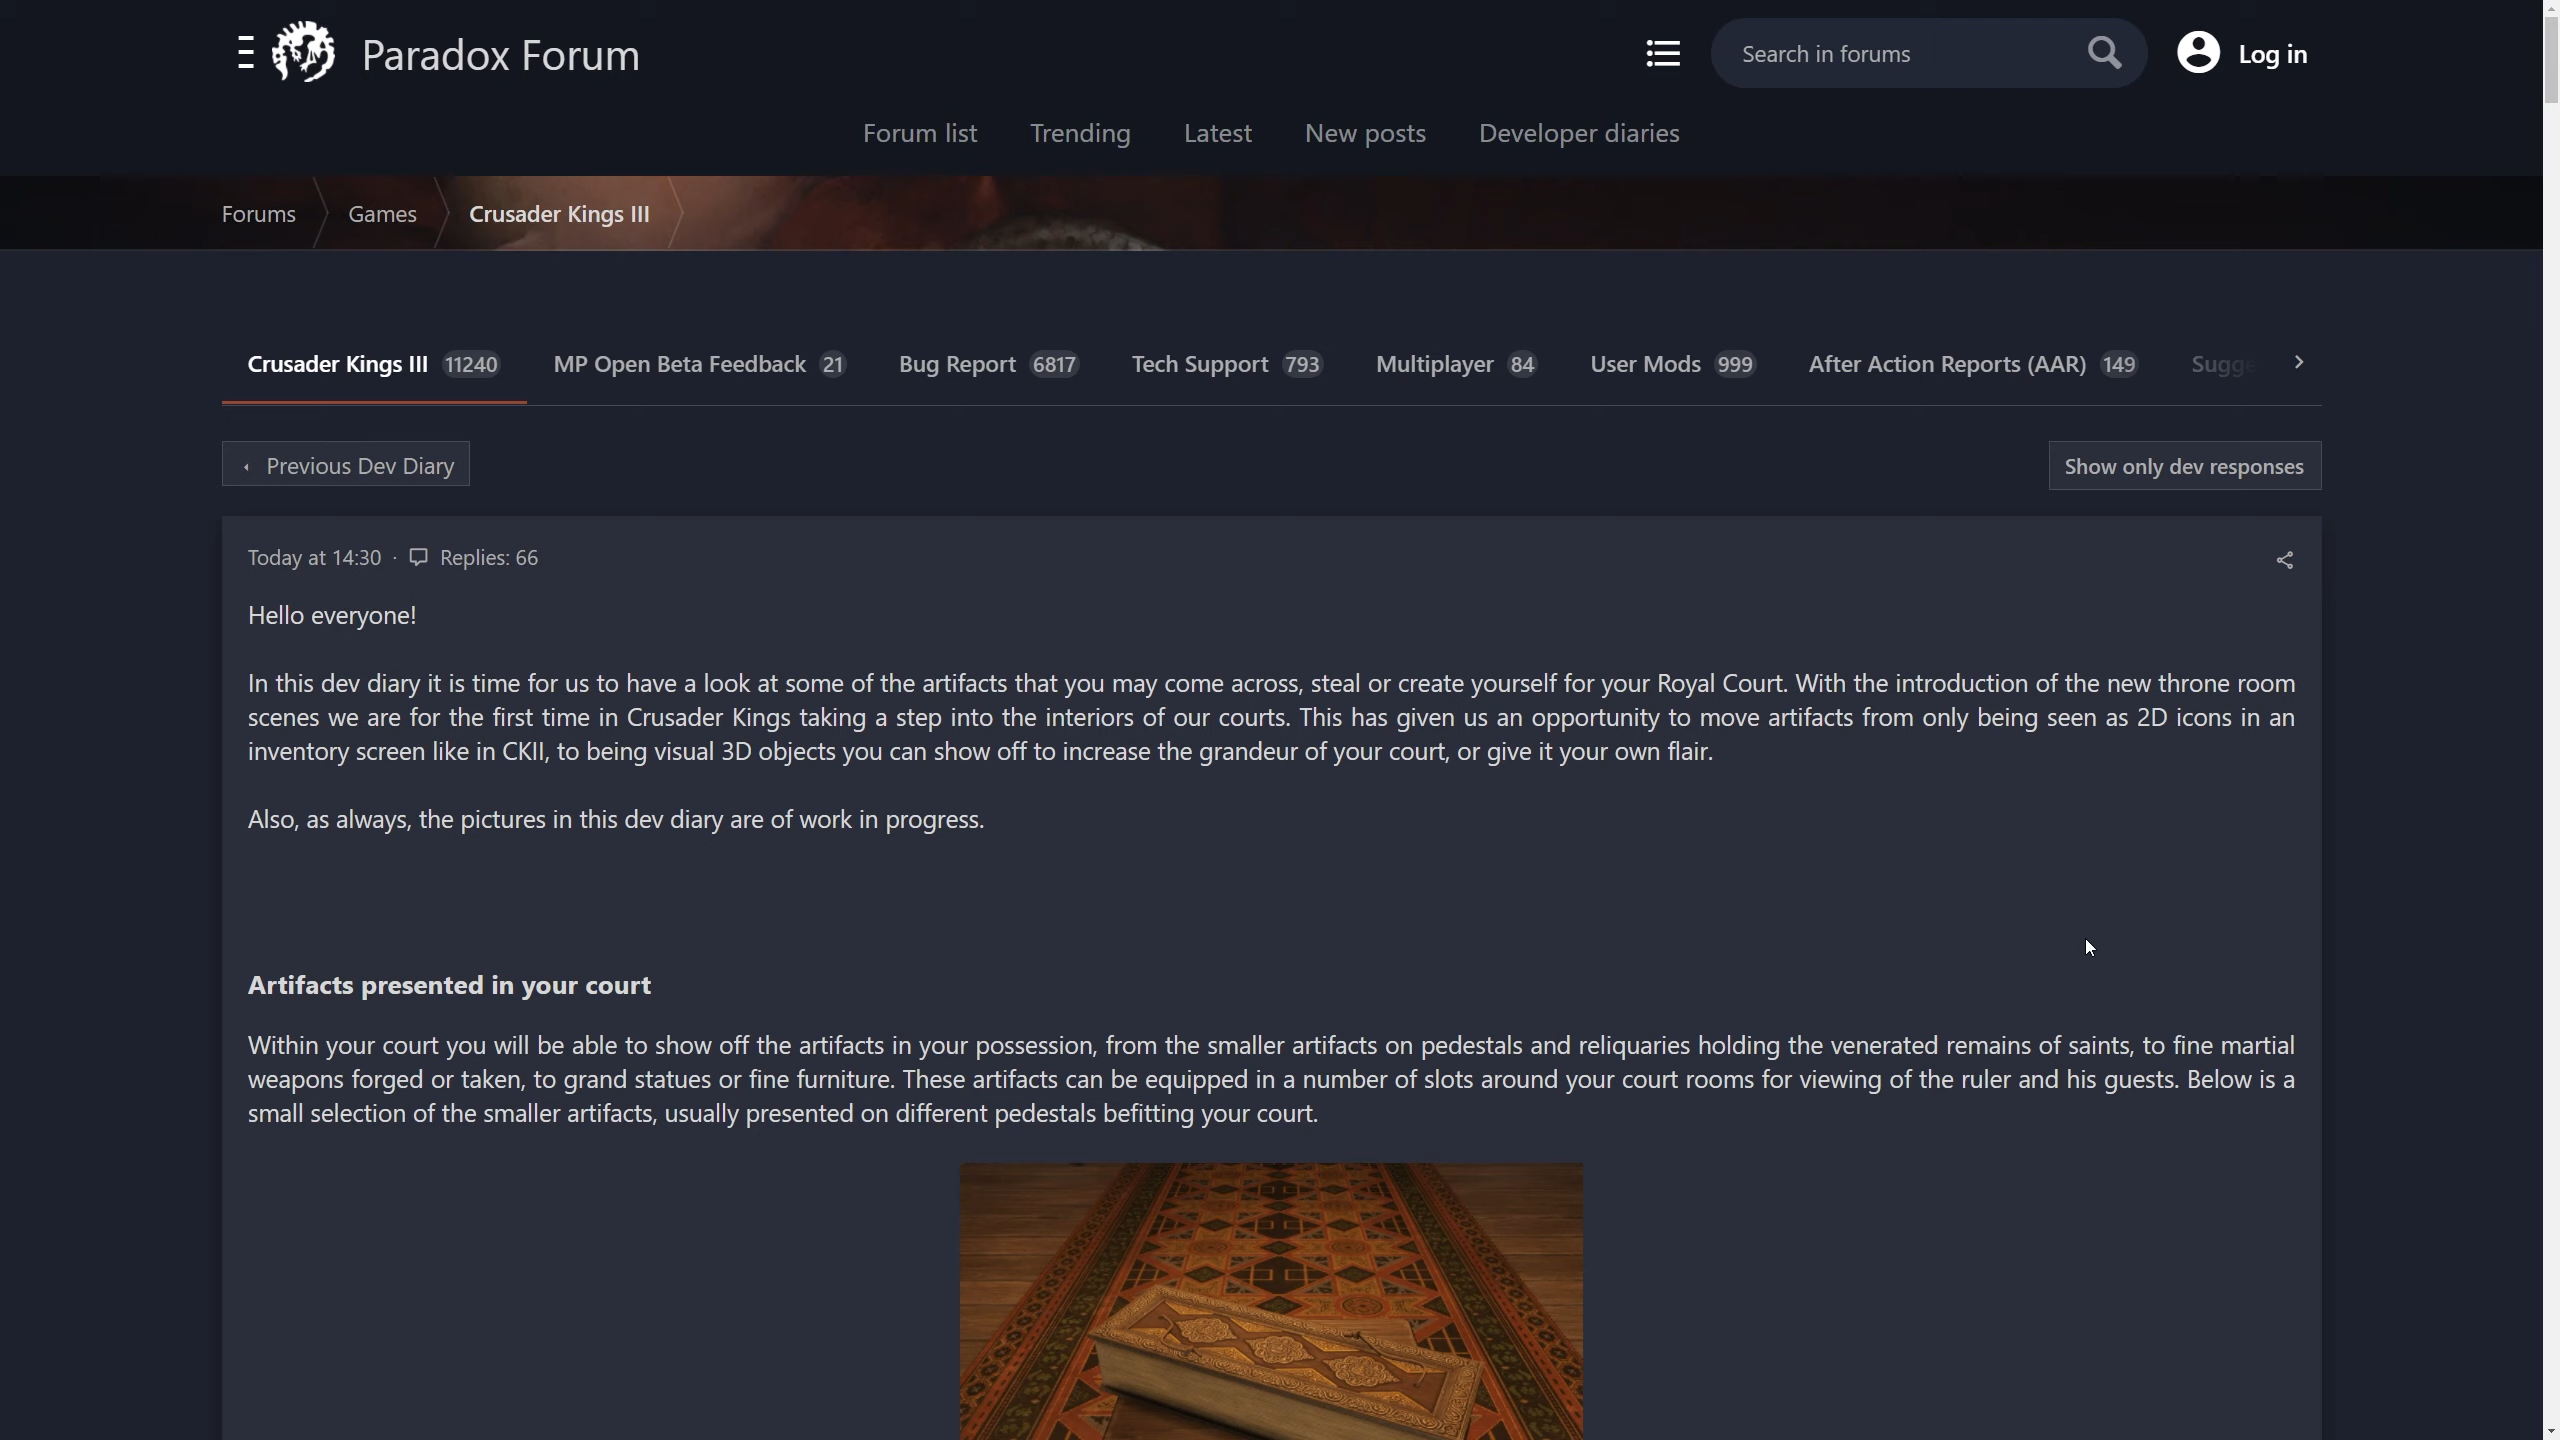 Paradox Forum
Search in forums
Log in
Forum list
Trending
Latest
New posts
Developer diaries
Forums
Games
Crusader Kings III
Crusader Kings III 11240
MP Open Beta Feedback 21
Bug Report 6817
Tech Support 793
Multiplayer 84
User Mods 999
After Action Reports (AAR) 149
Previous Dev Diary
Show only dev responses
Today at 14:30 · Replies: 66
Hello everyone!
In this dev diary it is time for us to have a look at some of the artifacts that you may come across, steal or create yourself for your Royal Court. With the introduction of the new throne room
scenes we are for the first time in Crusader Kings taking a step into the interiors of our courts. This has given us an opportunity to move artifacts from only being seen as 2D icons in an
inventory screen like in CKII, to being visual 3D objects you can show off to increase the grandeur of your court, or give it your own flair.
Also, as always, the pictures in this dev diary are of work in progress.
Artifacts presented in your court
Within your court you will be able to show off the artifacts in your possession, from the smaller artifacts on pedestals and reliquaries holding the venerated remains of saints, to fine martial
weapons forged or taken, to grand statues or fine furniture. These artifacts can be equipped in a number of slots around your court rooms for viewing of the ruler and his guests. Below is a
small selection of the smaller artifacts, usually presented on different pedestals befitting your court.